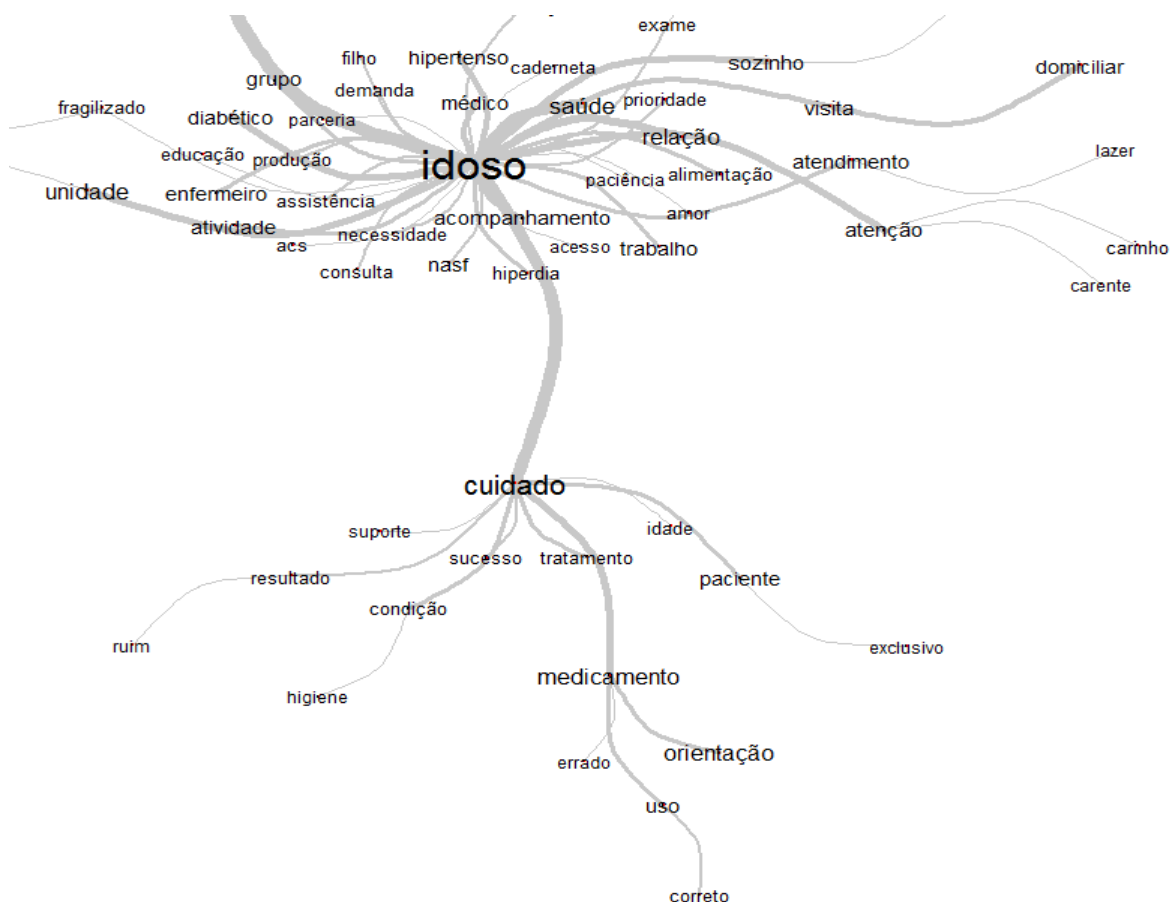 exame
filho
hipertenso
sozinho
caderneta
domiciliar
grupo
demanda
fragilizado
médico
saúde
prioridade
visita
diabético
parceria
relação
lazer
educação
produção
idoso
atendimento
paciência
alimentação
unidade
enfermeiro
assistência
amor
acompanhamento
atividade
necessidade
atenção
acs
acesso
trabalho
carinho
consulta
nasf
hiperdia
carente
cuidado
suporte
idade
sucesso
tratamento
resultado
paciente
condição
ruim
exclusivo
medicamento
higiene
orientação
errado
uso
correto